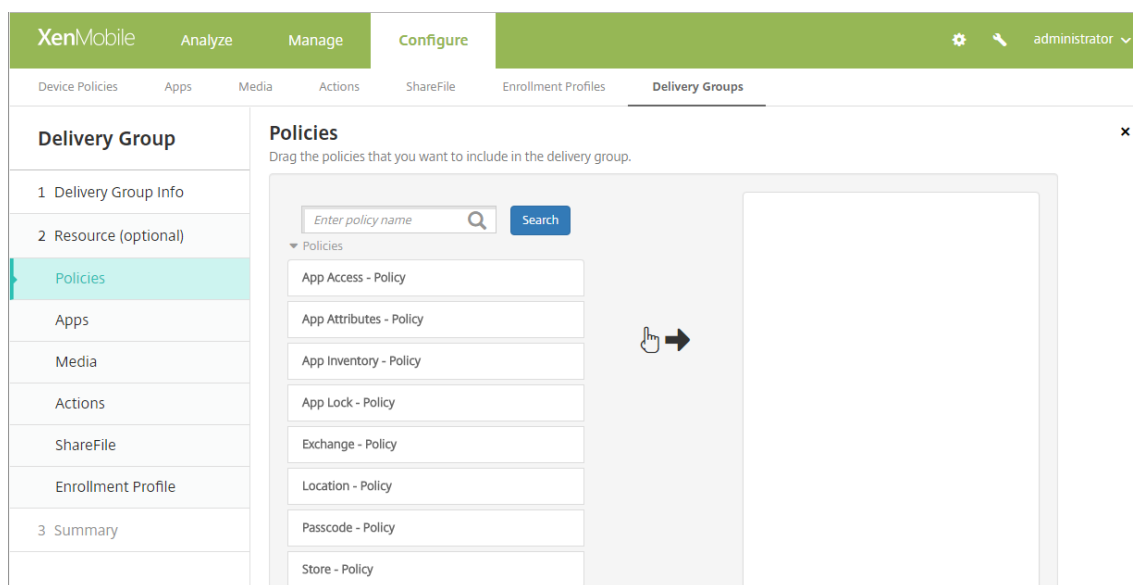 XenMobile Analyze Manage Configure administrator
Device Policies Apps Media Actions ShareFile Enrollment Profiles Delivery Groups
Delivery Group
1 Delivery Group Info
2 Resource (optional)
Policies
Apps
Media
Actions
ShareFile
Enrollment Profile
3 Summary
Policies
Drag the policies that you want to include in the delivery group.
Enter policy name Search
Policies
App Access - Policy
App Attributes - Policy
App Inventory - Policy
App Lock - Policy
Exchange - Policy
Location - Policy
Passcode - Policy
Store - Policy